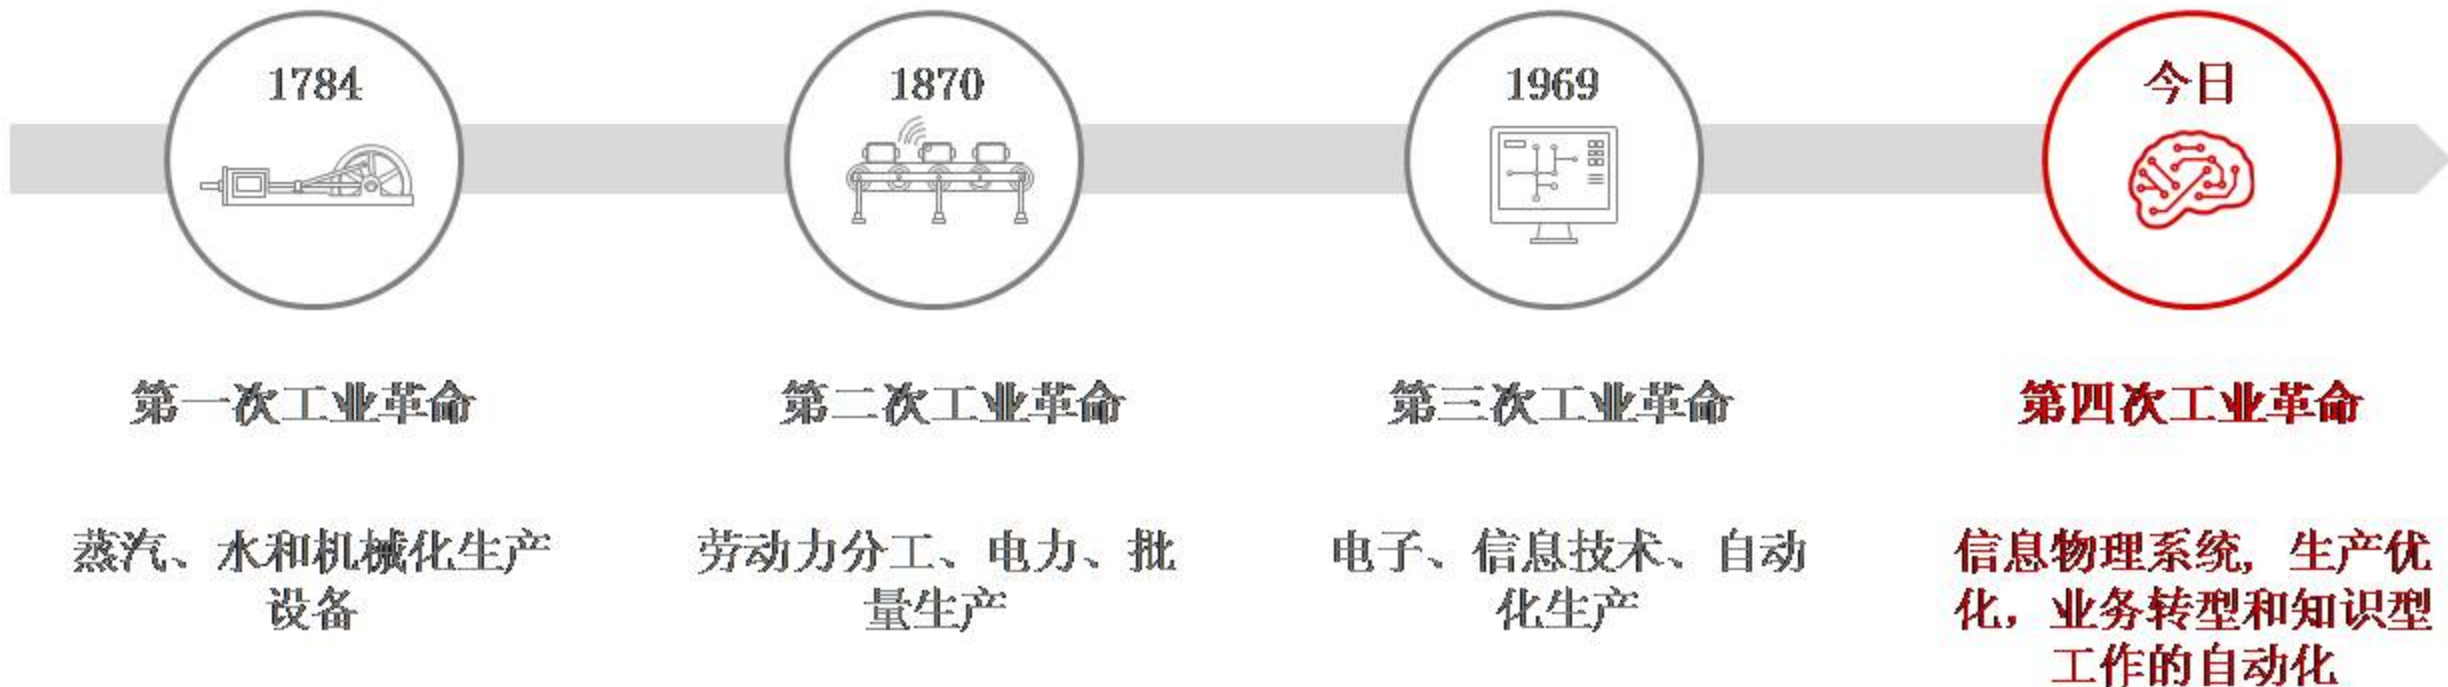 1784
1870
1969
今日
第一次工业革命
第二次工业革命
第三次工业革命
第四次工业革命
蒸汽、水和机械化生产
设备
劳动力分工、电力、批
量生产
电子、信息技术、自动
化生产
信息物理系统, 生产优
化，业务转型和知识型
工作的自动化